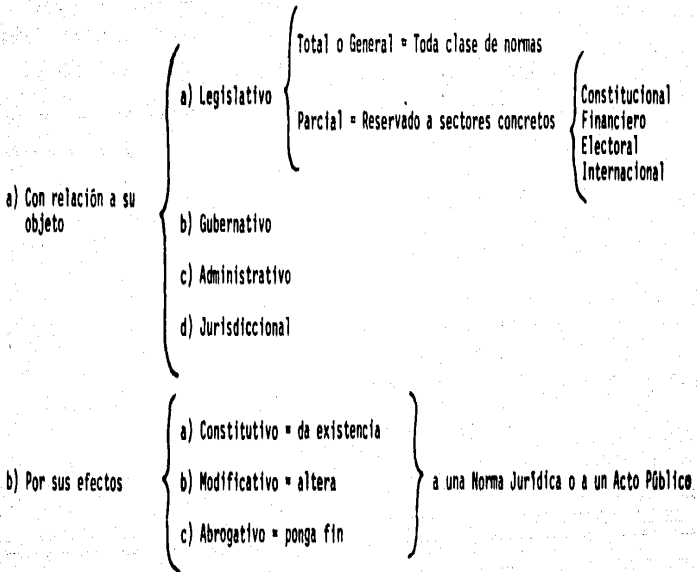 Total o General = Toda clase de normas
a) Legislativo
Parcial = Reservado a sectores concretos
Constitucional
Financiero
Electoral
Internacional
a) Con relación a su
objeto
b) Gubernativo
c) Administrativo
d) Jurisdiccional
a) Constitutivo = da existencia
b) Por sus efectos
b) Modificativo = altera
a una Norma Jurídica o a un Acto Público
c) Abrogativo = ponga fin